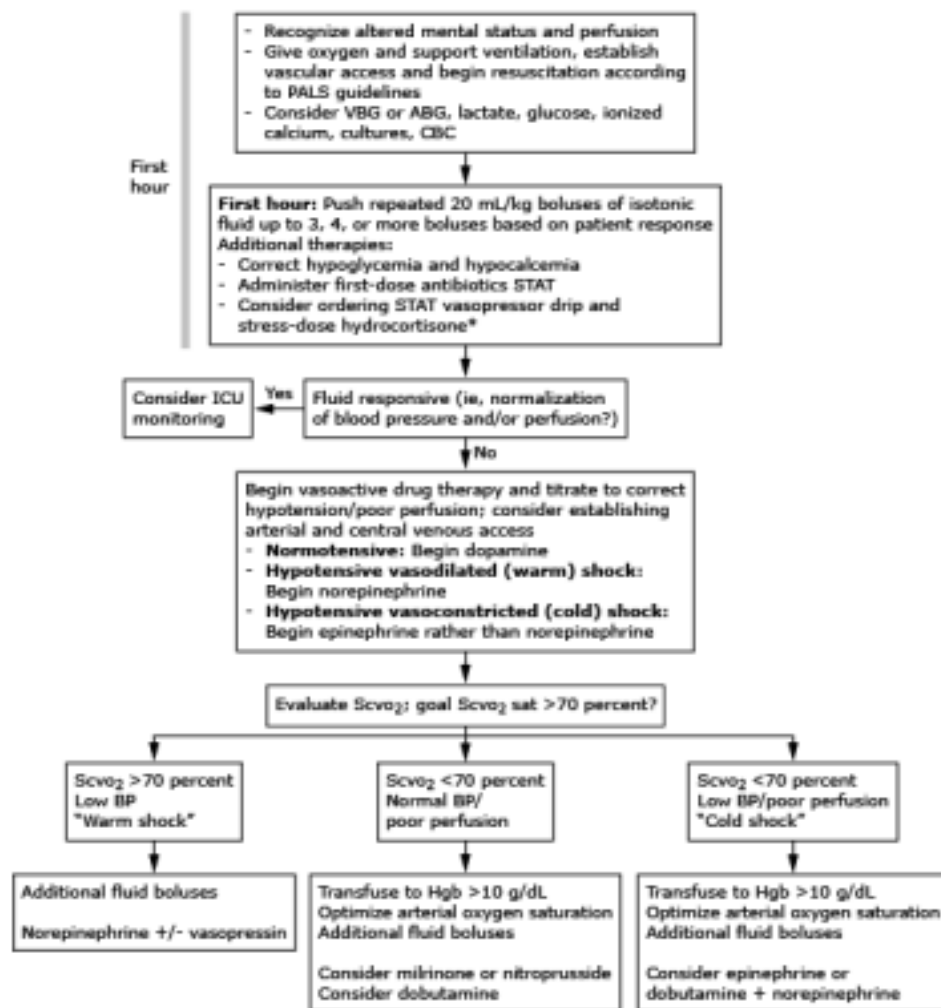 - Recognize altered mental status and perfusion
- Give oxygen and support ventilation, establish
vascular access and begin resuscitation according
to PALS guidelines
- Consider VBG or ABG, lactate, glucose, ionized
calcium, cultures, CBC
First
hour
First hour: Push repeated 20 mL/kg boluses of isotonic
fluid up to 3, 4, or more boluses based on patient response
Additional therapies:
- Correct hypoglycemia and hypocalcemia
- Administer first-dose antibiotics STAT
- Consider ordering STAT vasopressor drip and
stress-dose hydrocortisone*
Consider ICU
monitoring
Yes
Fluid responsive (ie, normalization
of blood pressure and/or perfusion?)
No
Begin vasoactive drug therapy and titrate to correct
hypotension/poor perfusion; consider establishing
arterial and central venous access
- Normotensive: Begin dopamine
- Hypotensive vasodilated (warm) shock:
Begin norepinephrine
- Hypotensive vasoconstricted (cold) shock:
Begin epinephrine rather than norepinephrine
Evaluate Scvo2; goal Scvo2 sat >70 percent?
Scvo2 >70 percent
Low BP
"Warm shock"
Scvo2 <70 percent
Normal BP/
poor perfusion
Scvo2 <70 percent
Low BP/poor perfusion
"Cold shock"
Additional fluid boluses
Norepinephrine +/- vasopressin
Transfuse to Hgb >10 g/dL
Optimize arterial oxygen saturation
Additional fluid boluses
Consider milrinone or nitroprusside
Consider dobutamine
Transfuse to Hgb >10 g/dL
Optimize arterial oxygen saturation
Additional fluid boluses
Consider epinephrine or
dobutamine + norepinephrine